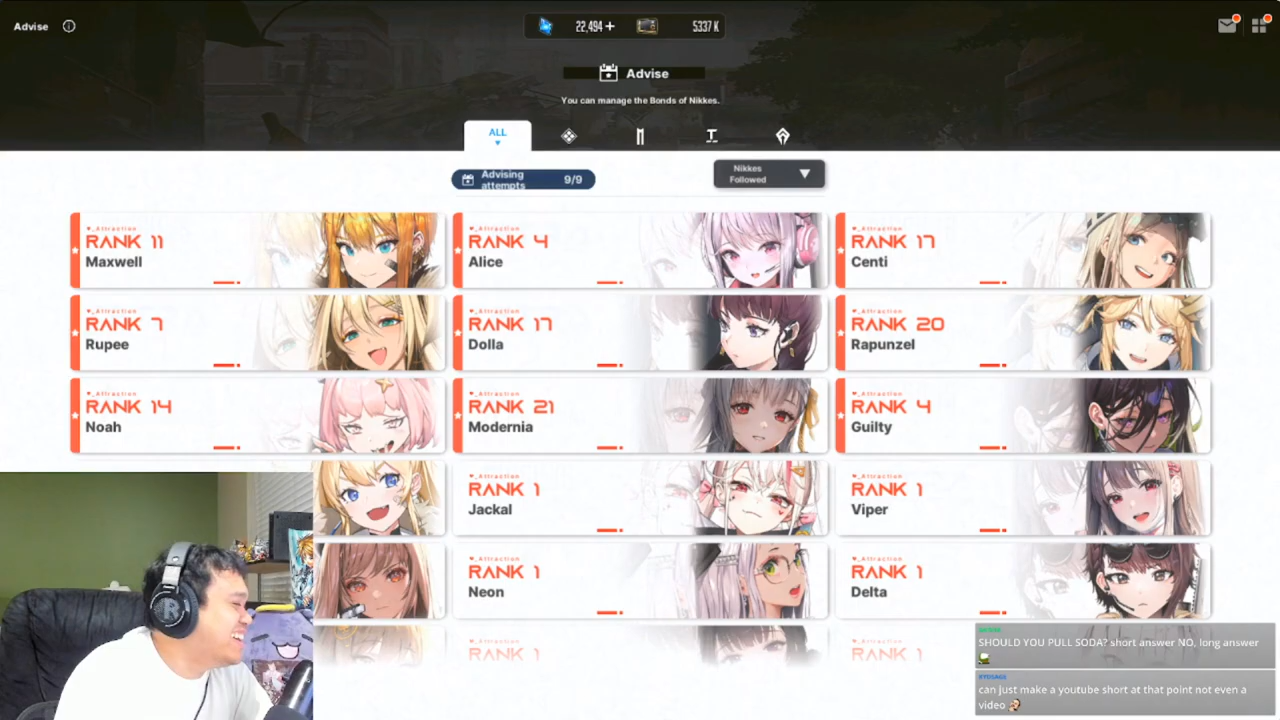 Advise
22,494 +
5337 K
Advise
You can manage the Bonds of Nikkes.
ALL
Advising attempts 9/9
Nikkes Followed
Attraction
RANK 11
Maxwell
Attraction
RANK 4
Alice
Attraction
RANK 17
Centi
Attraction
RANK 7
Rupee
Attraction
RANK 17
Dolla
Attraction
RANK 20
Rapunzel
Attraction
RANK 14
Noah
Attraction
RANK 21
Modernia
Attraction
RANK 4
Guilty
Attraction
RANK 1
Jackal
Attraction
RANK 1
Viper
Attraction
RANK 1
Neon
Attraction
RANK 1
Delta
Attraction
RANK 1
Attraction
RANK 1
SHOULD YOU PULL SODA? short answer NO, long answer
can just make a youtube short at that point not even a
video